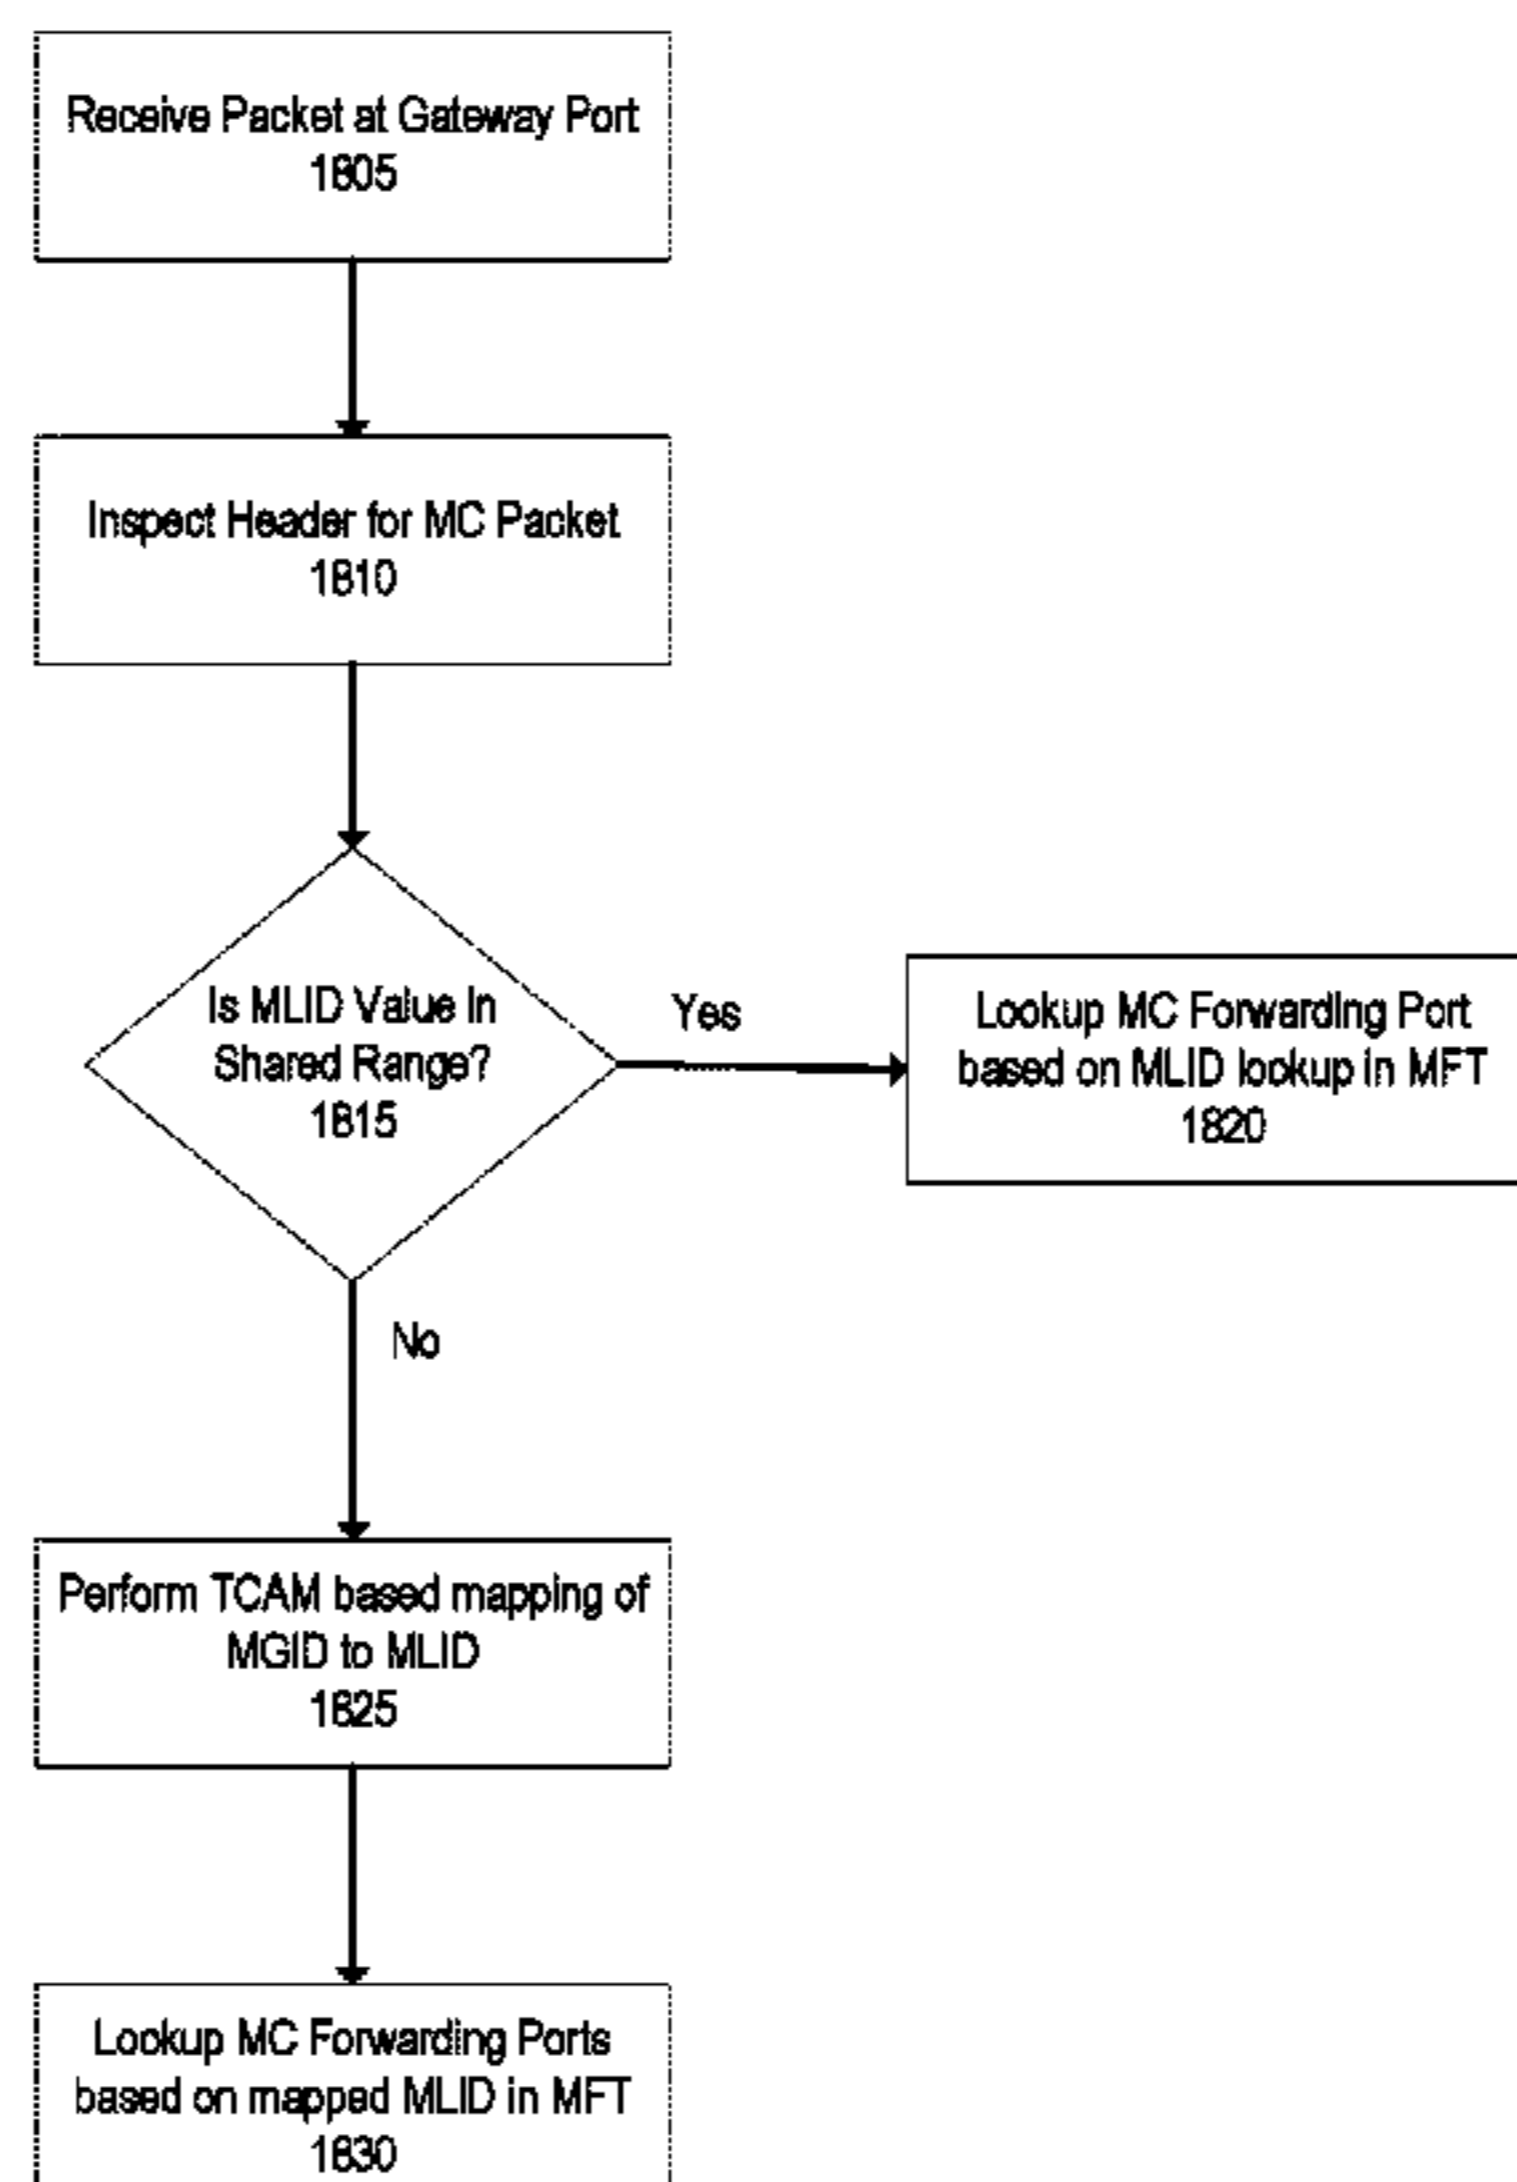 Receive Packet at Gateway Port
1805
Inspect Header for MC Packet
1810
Is MLID Value in
Shared Range?
1815
Yes
Lookup MC Forwarding Port
based on MLID lookup in MFT
1820
No
Perform TCAM based mapping of
MGID to MLID
1825
Lookup MC Forwarding Ports
based on mapped MLID in MFT
1830